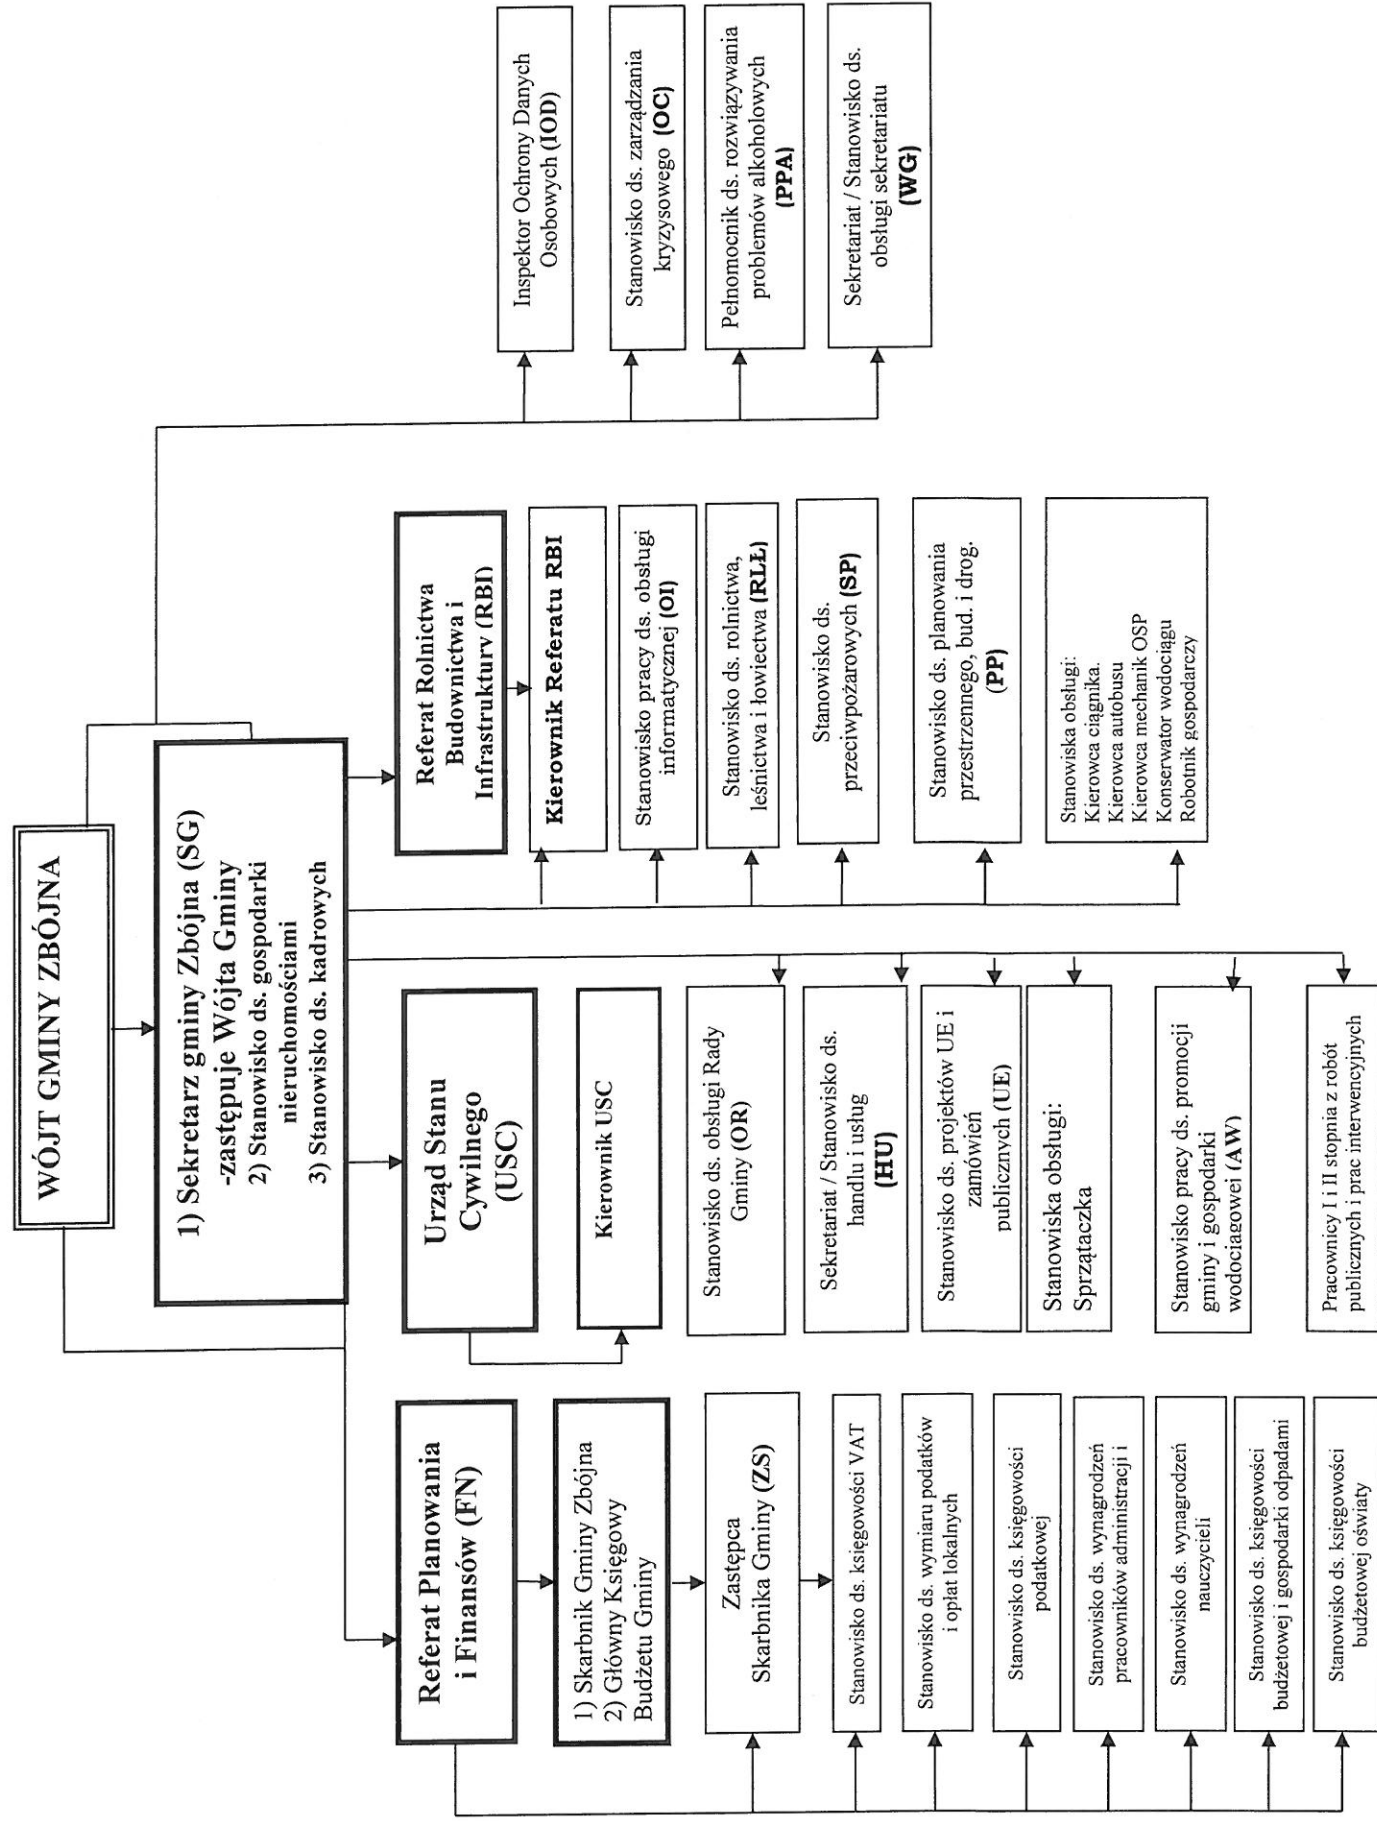 WÓJT GMINY ZBÓJNA
1) Sekretarz gminy Zbójna (SG)
-zastępuje Wójta Gminy
2) Stanowisko ds. gospodarki
nieruchomościami
3) Stanowisko ds. kadrowych
Referat Planowania
i Finansów (FN)
1) Skarbnik Gminy Zbójna
2) Główny Księgowy
Budżetu Gminy
Zastępca
Skarbnika Gminy (ZS)
Stanowisko ds. księgowości VAT
Stanowisko ds. wymiaru podatków
i opłat lokalnych
Stanowisko ds. księgowości
podatkowej
Stanowisko ds. wynagrodzeń
pracowników administracji i
Stanowisko ds. wynagrodzeń
nauczycieli
Stanowisko ds. księgowości
budżetowej i gospodarki odpadami
Stanowisko ds. księgowości
budżetowej oświaty
Urząd Stanu
Cywilnego
(USC)
Kierownik USC
Stanowisko ds. obsługi Rady
Gminy (OR)
Sekretariat / Stanowisko ds.
handlu i usług
(HU)
Stanowisko ds. projektów UE i
zamówień
publicznych (UE)
Stanowiska obsługi:
Sprzątaczka
Stanowisko pracy ds. promocji
gminy i gospodarki
wodociągowej (AW)
Pracownicy I i II stopnia z robót
publicznych i prac interwencyjnych
Referat Rolnictwa
Budownictwa i
Infrastruktury (RBI)
Kierownik Referatu RBI
Stanowisko pracy ds. obsługi
informatycznej (OI)
Stanowisko ds. rolnictwa,
leśnictwa i łowiectwa (RLŁ)
Stanowisko ds.
przeciwpożarowych (SP)
Stanowisko ds. planowania
przestrzennego, bud. i drog.
(PP)
Stanowiska obsługi:
Kierowca ciągnika.
Kierowca autobusu
Kierowca mechanik OSP
Konserwator wodociągu
Robotnik gospodarczy
Inspektor Ochrony Danych
Osobowych (IOD)
Stanowisko ds. zarządzania
kryzysowego (OC)
Pełnomocnik ds. rozwiązywania
problemów alkoholowych
(PPA)
Sekretariat / Stanowisko ds.
obsługi sekretariatu
(WG)